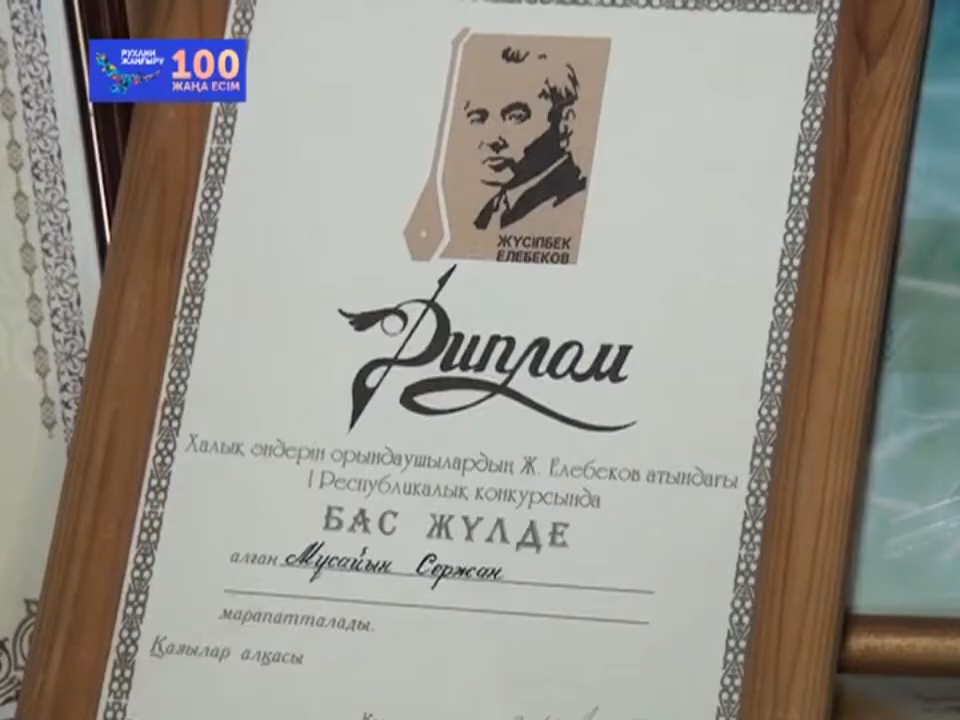 РУХАНИ
ЖАҢҒЫРУ
100
ЖАҢА ЕСІМ
ЖҮСІПБЕК
ЕЛЕБЕКОВ
Диплом
Халық әндерін орындаушылардың Ж. Елебеков атындағы
I Республикалық конкурсында
БАС ЖҮЛДЕ
алған Мусайын Сержан
марапатталады.
Қазылар алқасы